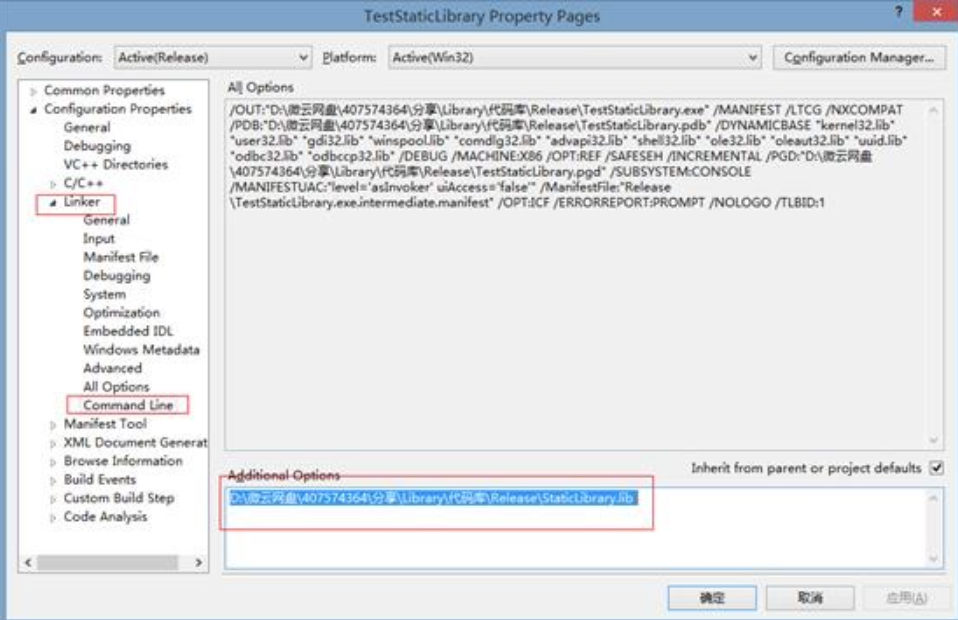 TestStaticLibrary Property Pages
?
Configuration: Active(Release) Platform: Active(Win32) Configuration Manager...
Common Properties
Configuration Properties
General
Debugging
VC++ Directories
C/C++
Linker
General
Input
Manifest File
Debugging
System
Optimization
Embedded IDL
Windows Metadata
Advanced
All Options
Command Line
Manifest Tool
XML Document Generat
Browse Information
Build Events
Custom Build Step
Code Analysis
All Options
/OUT:"D:\微云网盘\407574364\分享\Library\代码库\Release\TestStaticLibrary.exe" /MANIFEST /LTCG /NXCOMPAT
/PDB:"D:\微云网盘\407574364\分享\Library\代码库\Release\TestStaticLibrary.pdb" /DYNAMICBASE "kernel32.lib"
"user32.lib" "gdi32.lib" "winspool.lib" "comdlg32.lib" "advapi32.lib" "shell32.lib" "ole32.lib" "oleaut32.lib" "uuid.lib"
"odbc32.lib" "odbccp32.lib" /DEBUG /MACHINE:X86 /OPT:REF /SAFESEH /INCREMENTAL /PGD:"D:\微云网盘
\407574364\分享\Library\代码库\Release\TestStaticLibrary.pgd" /SUBSYSTEM:CONSOLE
/MANIFESTUAC:"level='asInvoker' uiAccess='false'" /ManifestFile:"Release
\TestStaticLibrary.exe.intermediate.manifest" /OPT:ICF /ERRORREPORT:PROMPT /NOLOGO /TLBID:1
Additional Options
Inherit from parent or project defaults
D:\微云网盘\407574364\分享\Library\代码库\Release\StaticLibrary.lib
确定 取消 应用(A)